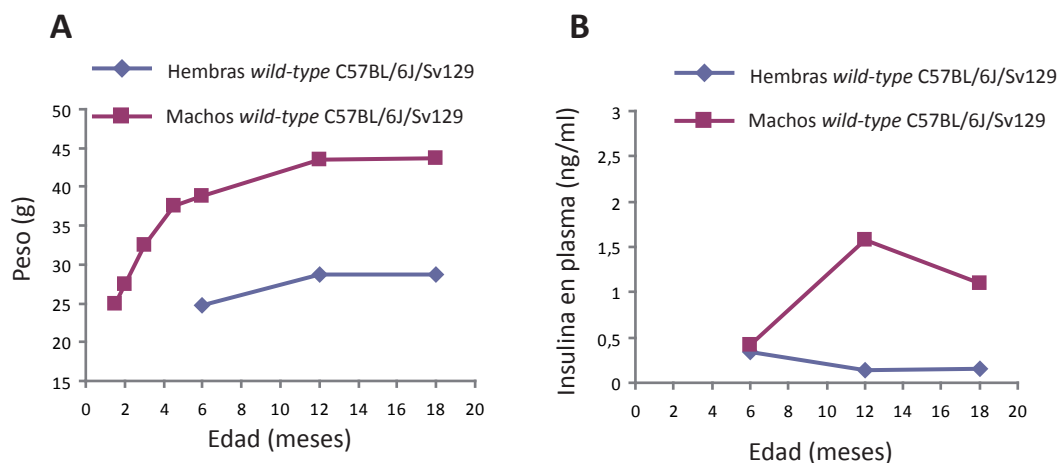 A
Hembras wild-type C57BL/6J/Sv129
Machos wild-type C57BL/6J/Sv129
Peso (g)
50
45
40
35
30
25
20
15
0 2 4 6 8 10 12 14 16 18 20
Edad (meses)
B
Hembras wild-type C57BL/6J/Sv129
Machos wild-type C57BL/6J/Sv129
Insulina en plasma (ng/ml)
3
2,5
2
1,5
1
0,5
0
0 2 4 6 8 10 12 14 16 18 20
Edad (meses)